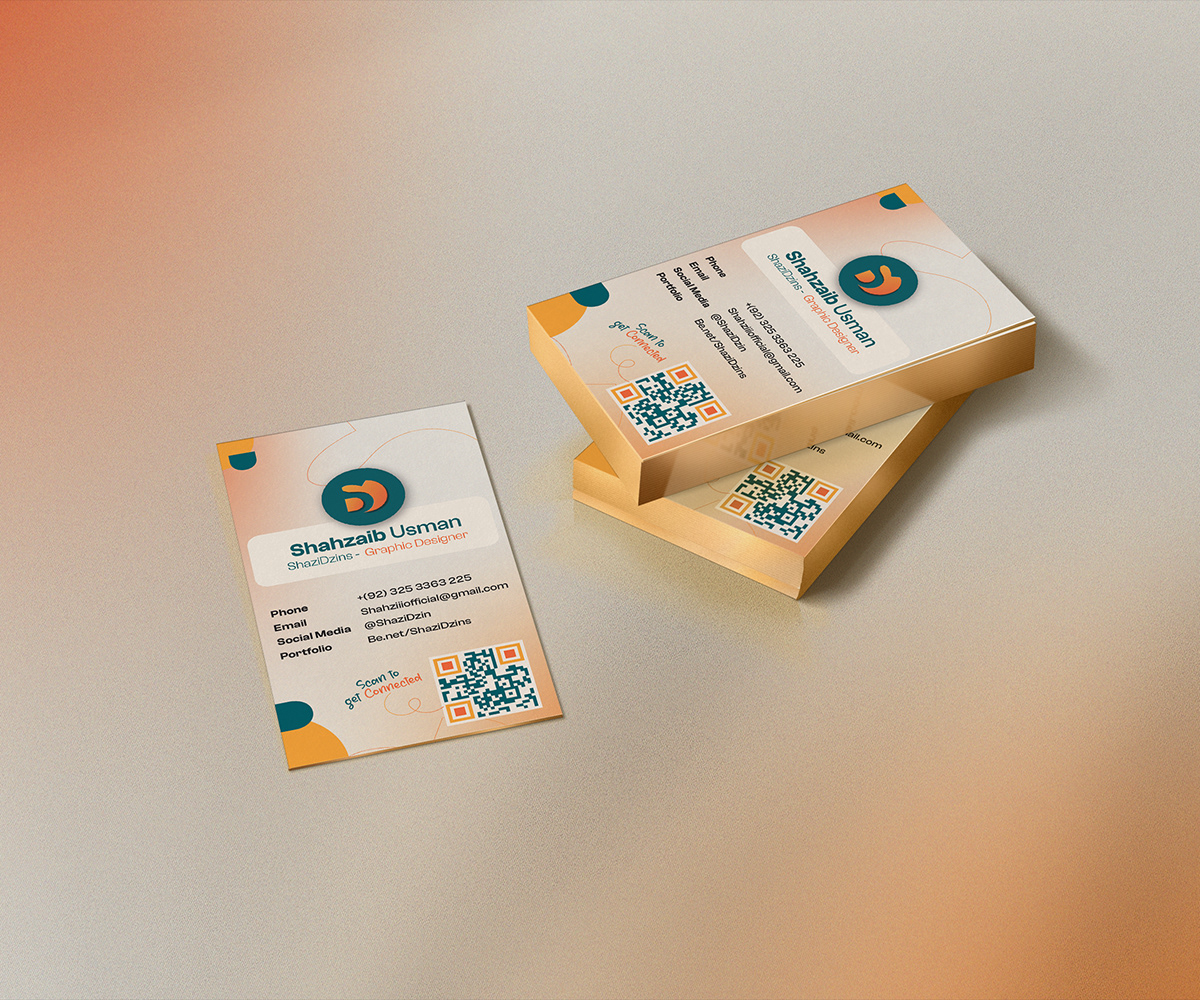 Shahzaib Usman
ShaziDzins - Graphic Designer
Phone +(92) 325 3363 225
Email Shahziiiofficial@gmail.com
Social Media @ShaziDzin
Portfolio Be.net/ShaziDzins
Scan to
get Connected
Shahzaib Usman
ShaziDzins - Graphic Designer
Phone +(92) 325 3363 225
Email Shahziiiofficial@gmail.com
Social Media @ShaziDzin
Portfolio Be.net/ShaziDzins
Scan to
get Connected